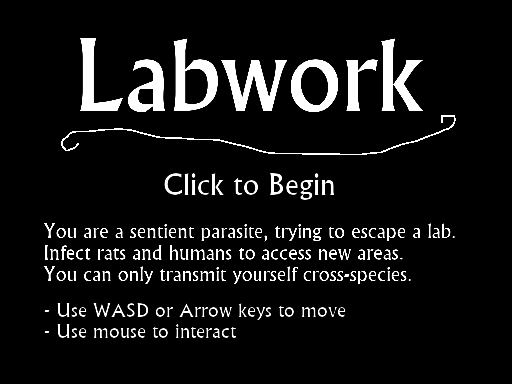 Labwork
Click to Begin
You are a sentient parasite, trying to escape a lab.
Infect rats and humans to access new areas.
You can only transmit yourself cross-species.
- Use WASD or Arrow keys to move
- Use mouse to interact